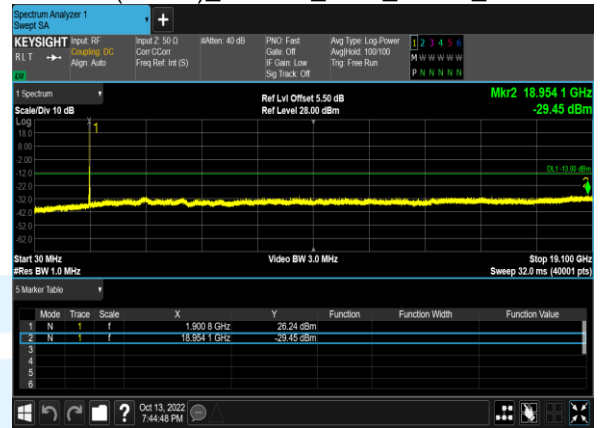 Spectrum Analyzer 1
Swept SA
KEYSIGHT Input: RF Input Z: 50 Ω #Atten: 40 dB PNO: Fast Avg Type: Log-Power 1 2 3 4 5 6
RLT Coupling: DC Corr CCorr Gate: Off Avg|Hold: 100/100 M W W W W W
Align: Auto Freq Ref: Int (S) IF Gain: Low Trig: Free Run P N N N N N
Sig Track: Off
1 Spectrum Ref Lvl Offset 5.50 dB Mkr2 18.954 1 GHz
Scale/Div 10 dB Ref Level 28.00 dBm -29.45 dBm
Log
18.0
8.00
-2.00
-12.0
-22.0
-32.0
-42.0
-52.0
-62.0
1
DL1 -13.00 dBm
2
Start 30 MHz Video BW 3.0 MHz Stop 19.100 GHz
#Res BW 1.0 MHz Sweep 32.0 ms (40001 pts)
5 Marker Table
Mode Trace Scale X Y Function Function Width Function Value
1 N 1 f 1.900 8 GHz 26.24 dBm
2 N 1 f 18.954 1 GHz -29.45 dBm
3
4
5
6
Oct 13, 2022
7:44:48 PM